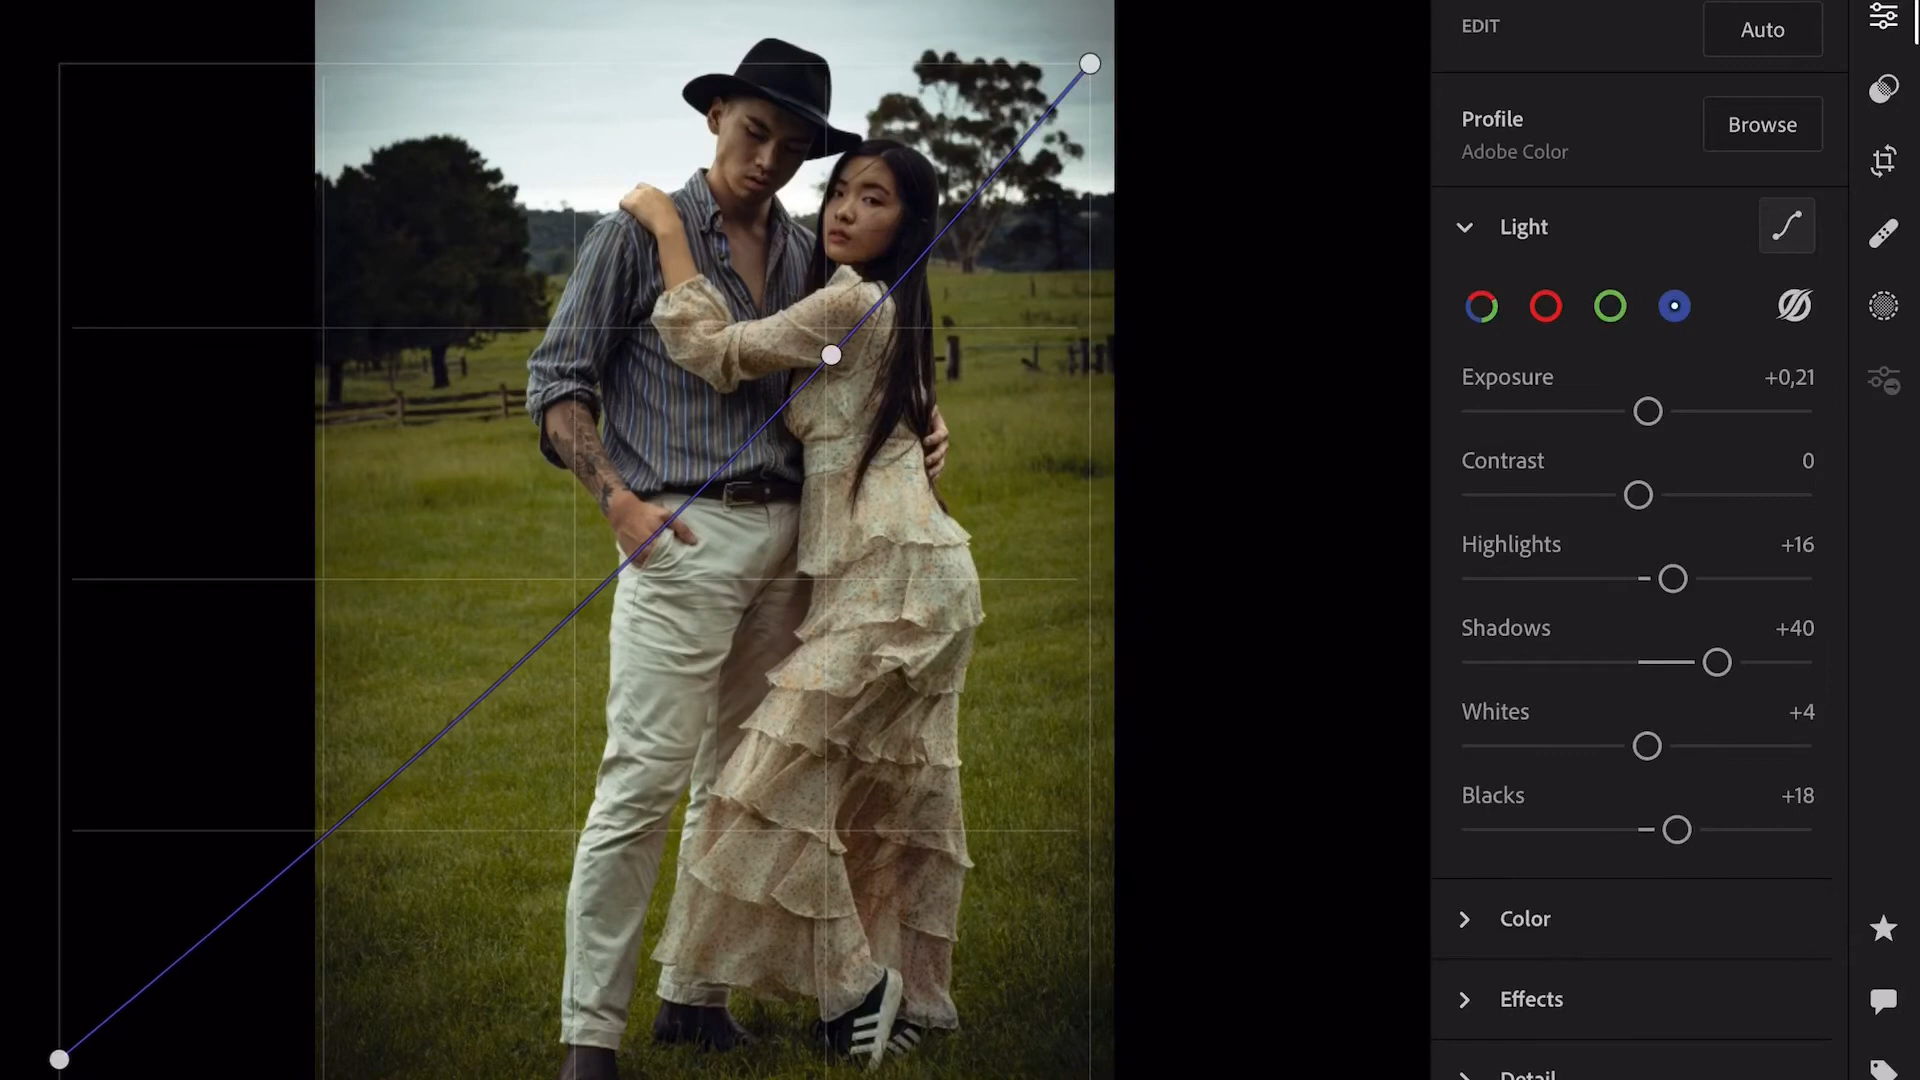 EDIT
Auto
Profile
Browse
Adobe Color
Light
Exposure +0,21
Contrast 0
Highlights +16
Shadows +40
Whites +4
Blacks +18
Color
Effects
Detail